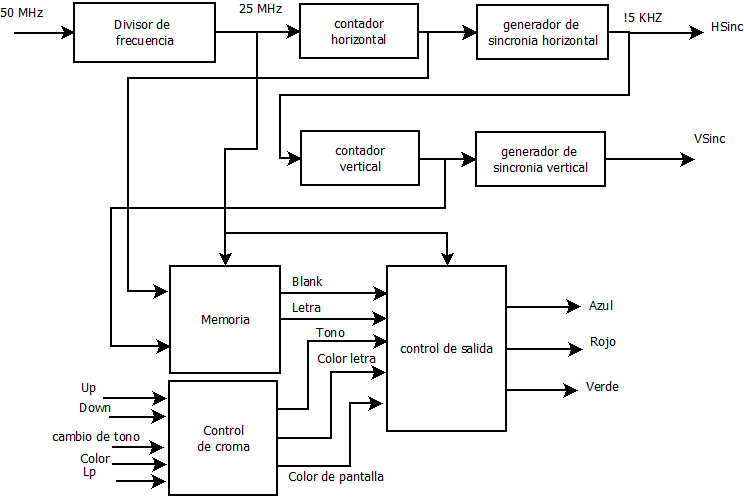 50 MHz
Divisor de
frecuencia
25 MHz
contador
horizontal
generador de
sincronia horizontal
!5 KHZ
HSinc
contador
vertical
generador de
sincronia vertical
VSinc
Memoria
Blank
Letra
Tono
Color letra
control de salida
Azul
Rojo
Verde
Up
Down
cambio de tono
Color
Lp
Control
de croma
Color de pantalla